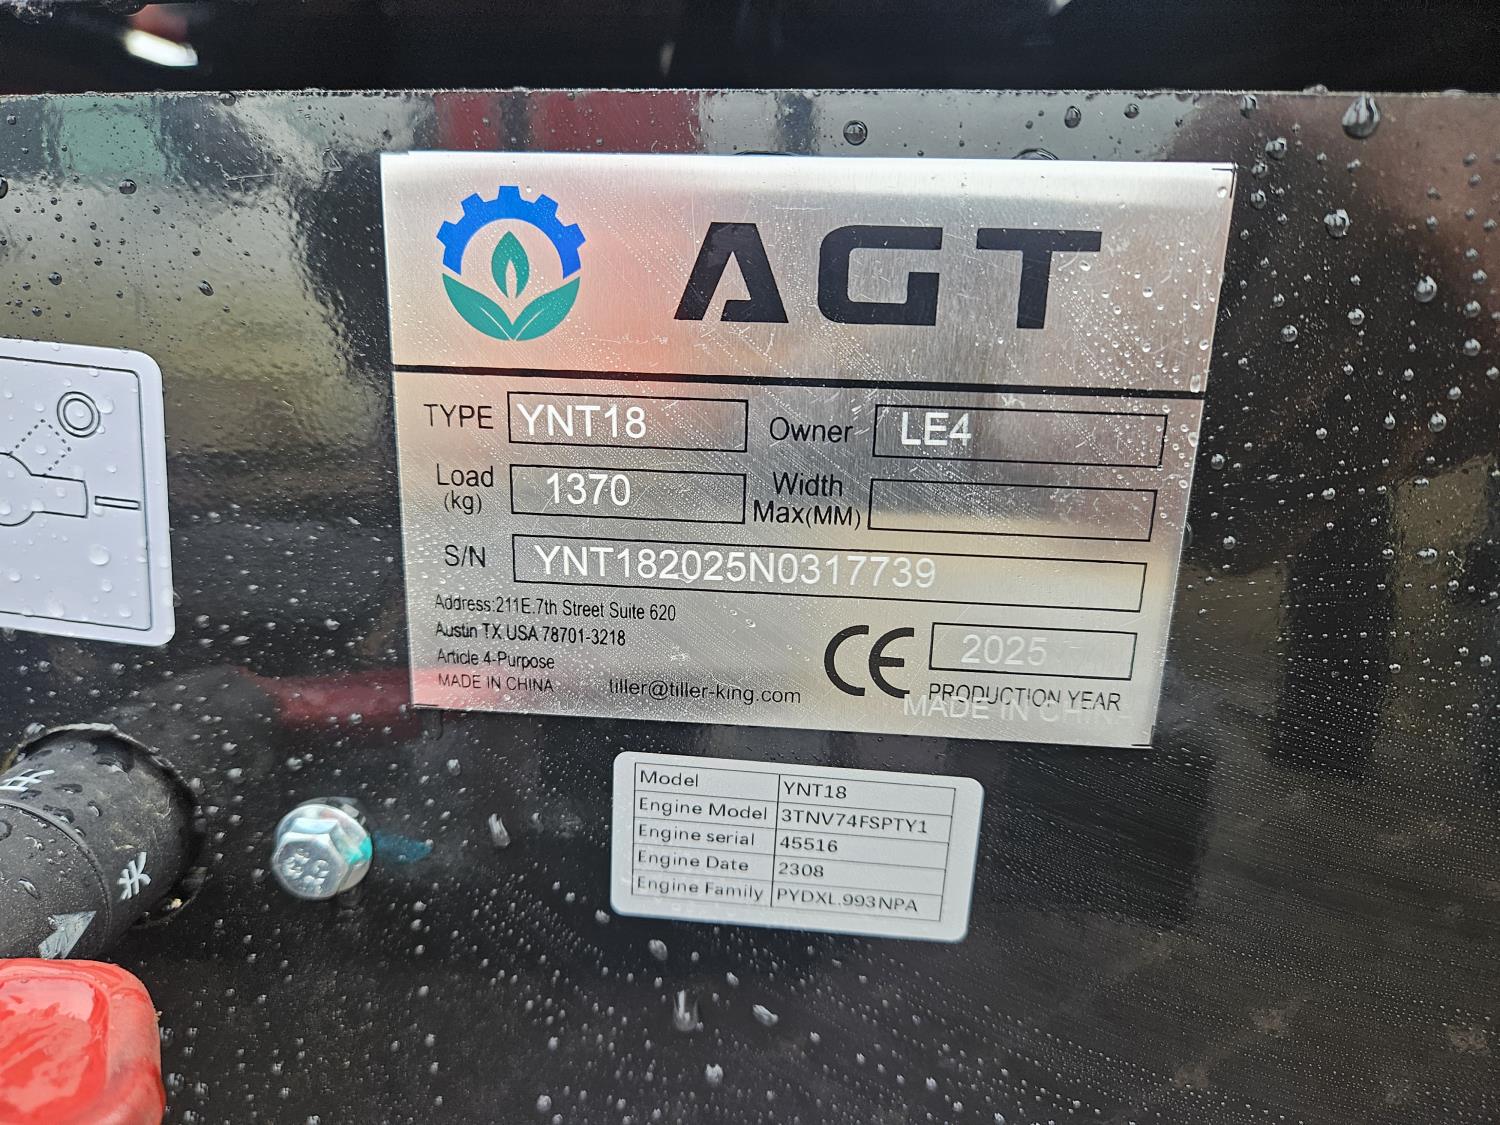 AGT
TYPE YNT18 Owner LE4
Load (kg) 1370 Width Max(MM)
S/N YNT182025N0317739
Address:211E.7th Street Suite 620
Austin TX USA 78701-3218
Article 4-Purpose
MADE IN CHINA tiller@tiller-king.com
CE 2025
PRODUCTION YEAR
MADE IN CHINA
Model YNT18
Engine Model 3TNV74FSPTY1
Engine serial 45516
Engine Date 2308
Engine Family PYDXL.993NPA